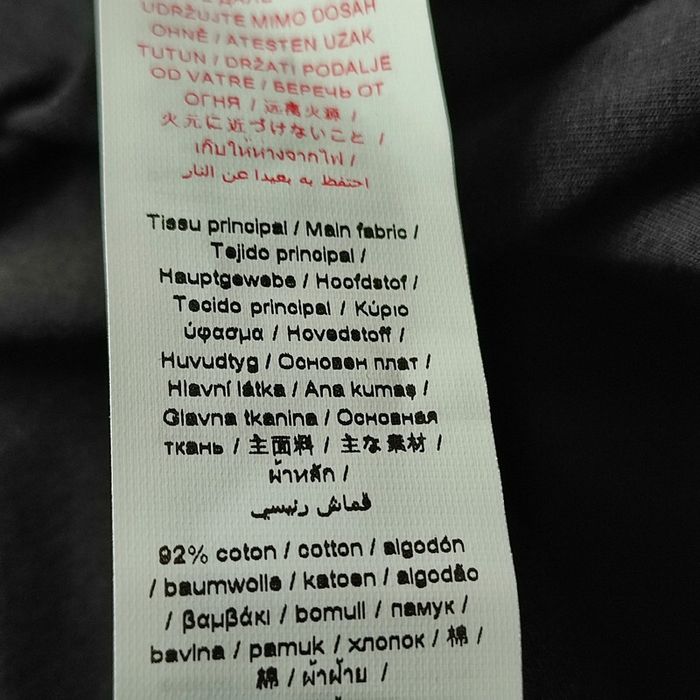 UDRŽUJTE MIMO DOSAH
OHNĚ / ATEŞTEN UZAK
TUTUN / DRŽATI PODALJE
OD VATRE / БЕРЕЧЬ ОТ
ОГНЯ / 远离火源 /
火元に近づけないこと /
เก็บให้ห่างจากไฟ /
احتفظ به بعيدا عن النار
Tissu principal / Main fabric /
Tejido principal /
Hauptgewebe / Hoofdstof /
Tecido principal / Κύριο
ύφασμα / Hovedstoff /
Huvudtyg / Основен плат /
Hlavní látka / Ana kumaş /
Glavna tkanina / Основная
ткань / 主面料 / 主な素材 /
ผ้าหลัก /
قماش رئيسي
92% coton / cotton / algodón
/ baumwolle / katoen / algodão
/ βαμβάκι / bomull / памук /
bavlna / pamuk / хлопок / 棉 /
綿 / ผ้าฝ้าย /